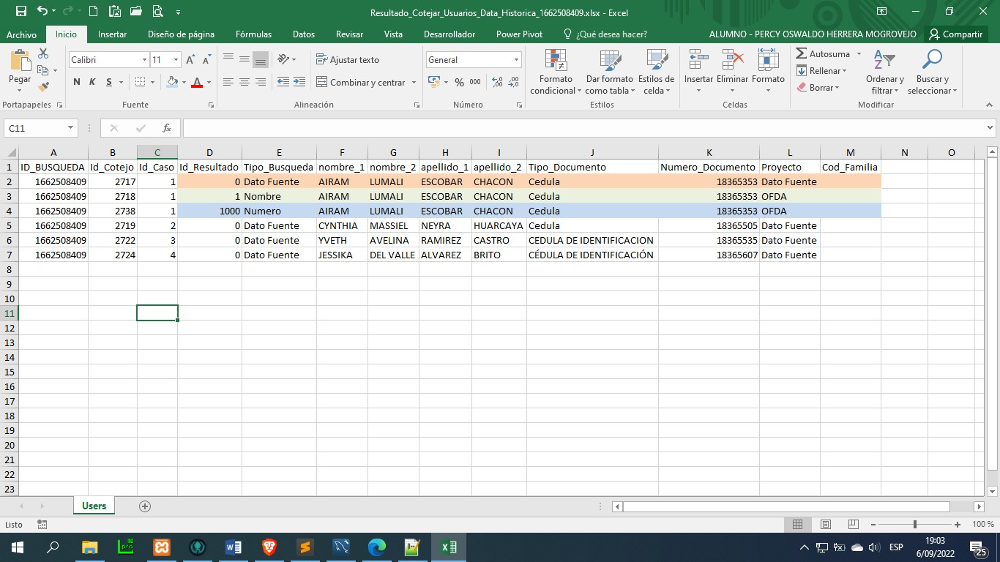 Resultado_Cotejar_Usuarios_Data_Historica_1662508409.xlsx - Excel
Archivo Inicio Insertar Diseño de página Fórmulas Datos Revisar Vista Desarrollador Power Pivot ¿Qué desea hacer? ALUMNO - PERCY OSWALDO HERRERA MOGROVEJO Compartir
Pegar
Calibri 11
N K S
Ajustar texto
Combinar y centrar
General
% 000
Formato condicional
Dar formato como tabla
Estilos de celda
Insertar Eliminar Formato
Autosuma
Rellenar
Borrar
Ordenar y filtrar
Buscar y seleccionar
Portapapeles Fuente Alineación Número Estilos Celdas Modificar
C11 fx
A B C D E F G H I J K L M N O
1 ID_BUSQUEDA Id_Cotejo Id_Caso Id_Resultado Tipo_Busqueda nombre_1 nombre_2 apellido_1 apellido_2 Tipo_Documento Numero_Documento Proyecto Cod_Familia
2 1662508409 2717 1 0 Dato Fuente AIRAM LUMALI ESCOBAR CHACON Cedula 18365353 Dato Fuente
3 1662508409 2718 1 1 Nombre AIRAM LUMALI ESCOBAR CHACON Cedula 18365353 OFDA
4 1662508409 2738 1 1000 Numero AIRAM LUMALI ESCOBAR CHACON Cedula 18365353 OFDA
5 1662508409 2719 2 0 Dato Fuente CYNTHIA MASSIEL NEYRA HUARCAYA Cedula 18365505 Dato Fuente
6 1662508409 2722 3 0 Dato Fuente YVETH AVELINA RAMIREZ CASTRO CEDULA DE IDENTIFICACION 18365535 Dato Fuente
7 1662508409 2724 4 0 Dato Fuente JESSIKA DEL VALLE ALVAREZ BRITO CÉDULA DE IDENTIFICACIÓN 18365607 Dato Fuente
8
9
10
11
12
13
14
15
16
17
18
19
20
21
22
23
Users
Listo 100 %
ESP
19:03
6/09/2022
25